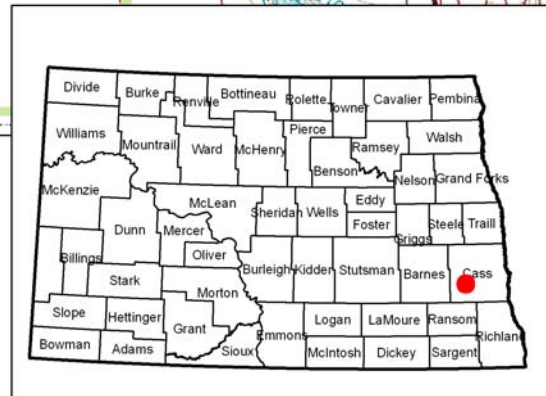 Divide
Burke
Renville
Bottineau
Rolette
Towner
Cavalier
Pembina
Williams
Mountrail
Ward
McHenry
Pierce
Benson
Ramsey
Walsh
McKenzie
McLean
Sheridan
Wells
Eddy
Foster
Nelson
Grand Forks
Griggs
Steele
Traill
Billings
Dunn
Mercer
Oliver
Burleigh
Kidder
Stutsman
Barnes
Cass
Stark
Morton
Slope
Hettinger
Grant
Sioux
Emmons
Logan
LaMoure
Ransom
Richland
Bowman
Adams
McIntosh
Dickey
Sargent